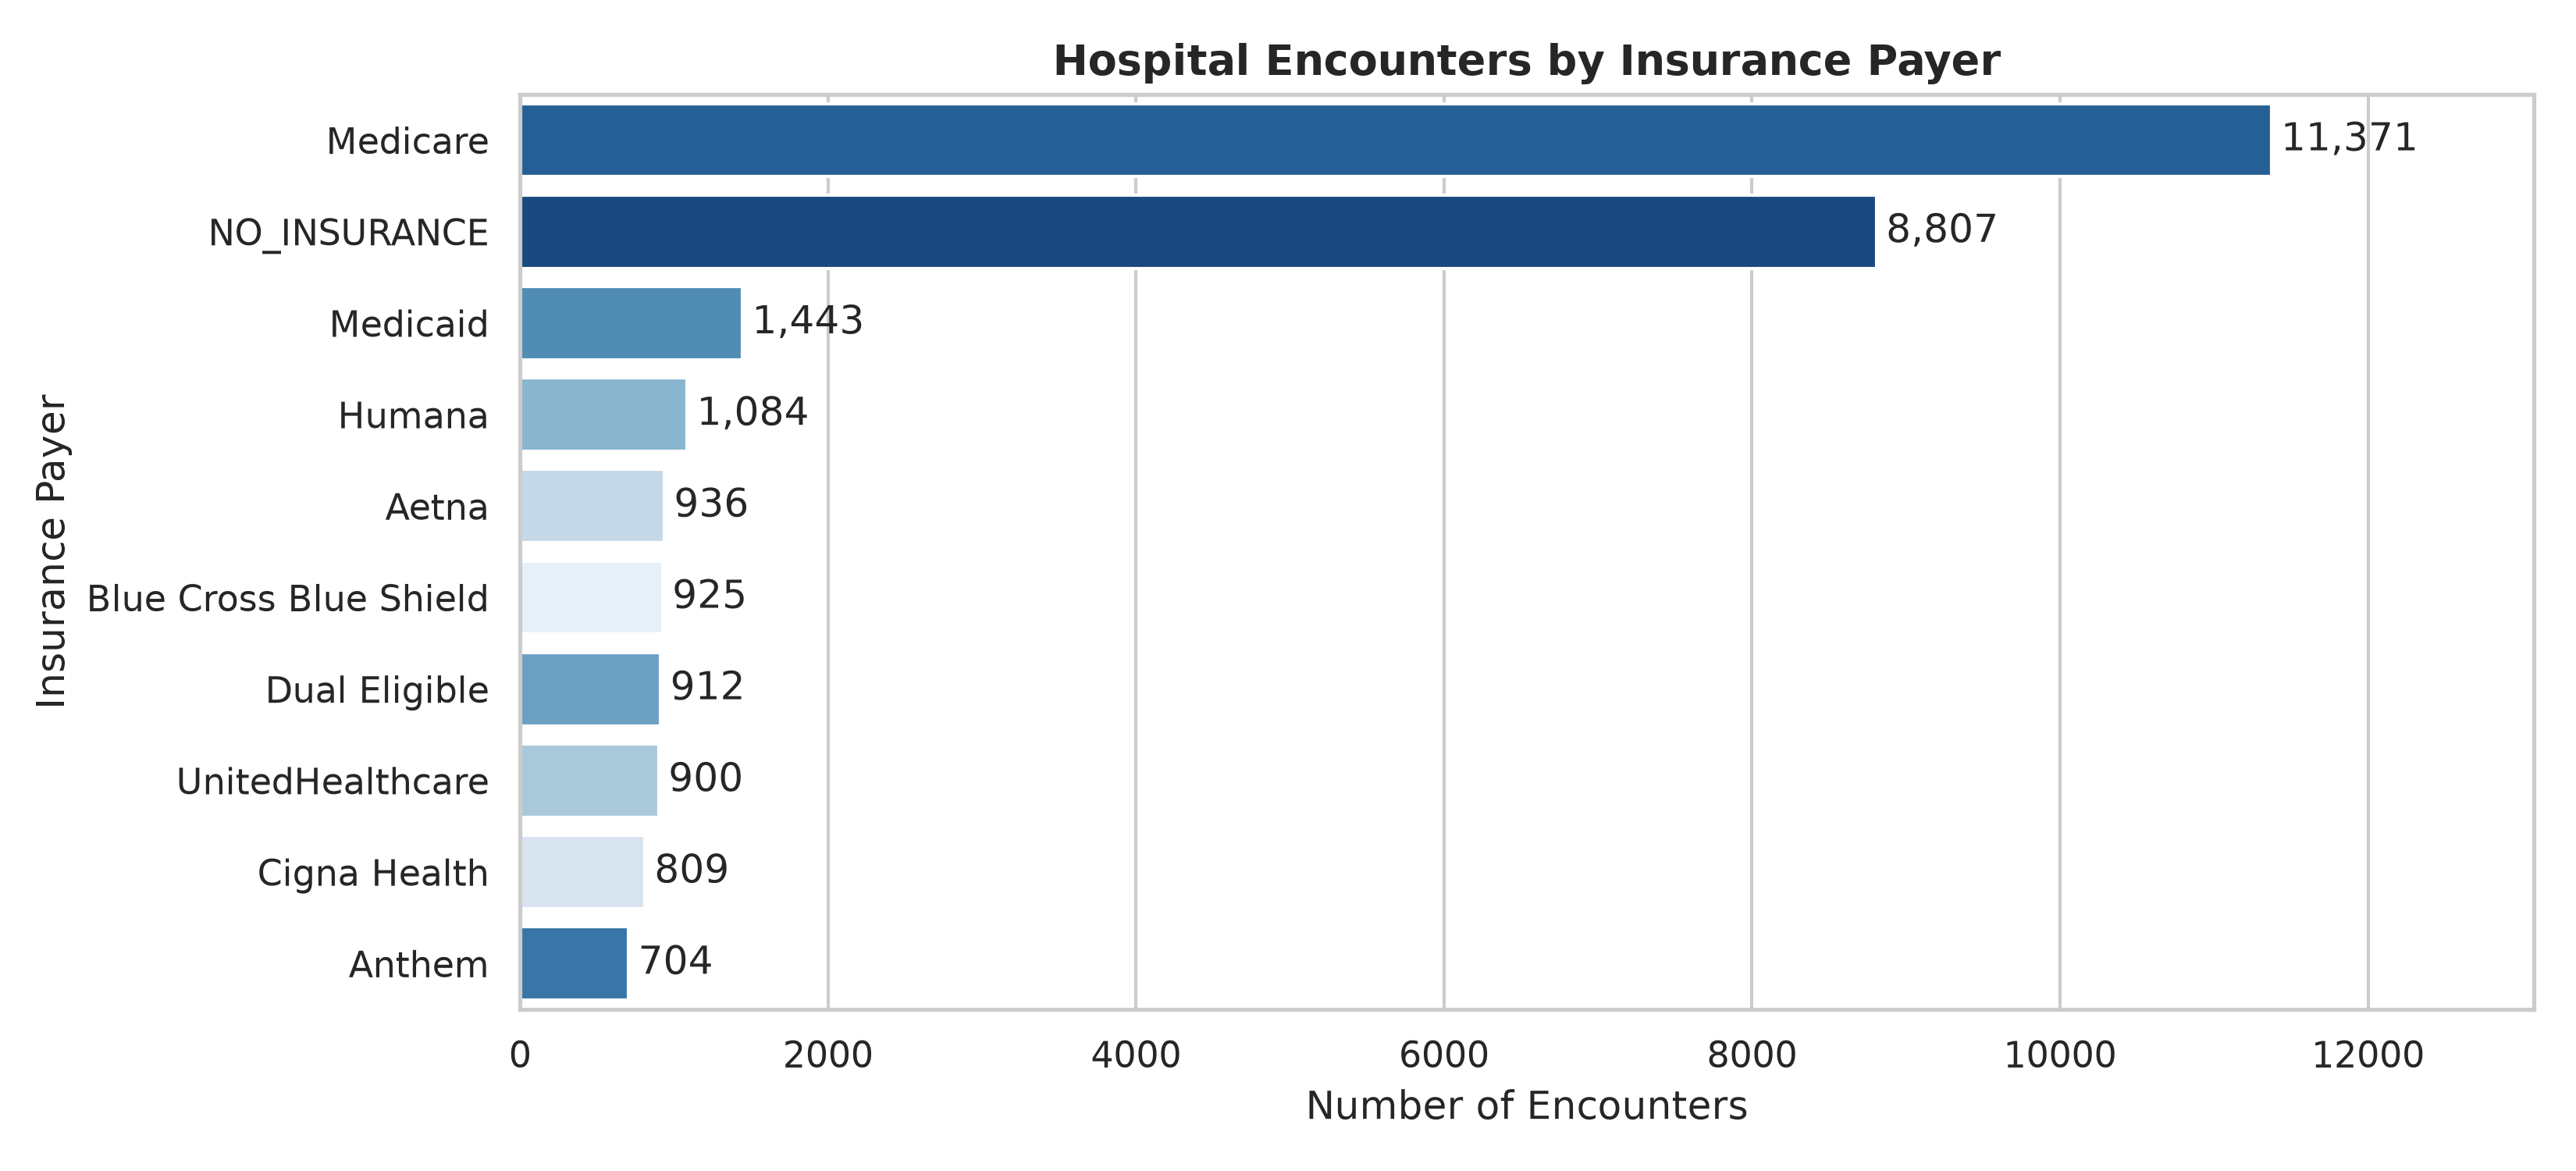 Hospital Encounters by Insurance Payer
Insurance Payer
Medicare 11,371
NO_INSURANCE 8,807
Medicaid 1,443
Humana 1,084
Aetna 936
Blue Cross Blue Shield 925
Dual Eligible 912
UnitedHealthcare 900
Cigna Health 809
Anthem 704
0 2000 4000 6000 8000 10000 12000
Number of Encounters